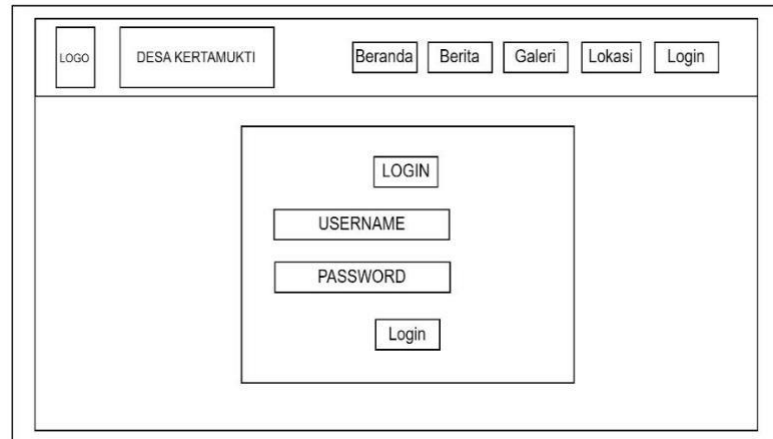 LOGO
DESA KERTAMUKTI
Beranda
Berita
Galeri
Lokasi
Login
LOGIN
USERNAME
PASSWORD
Login